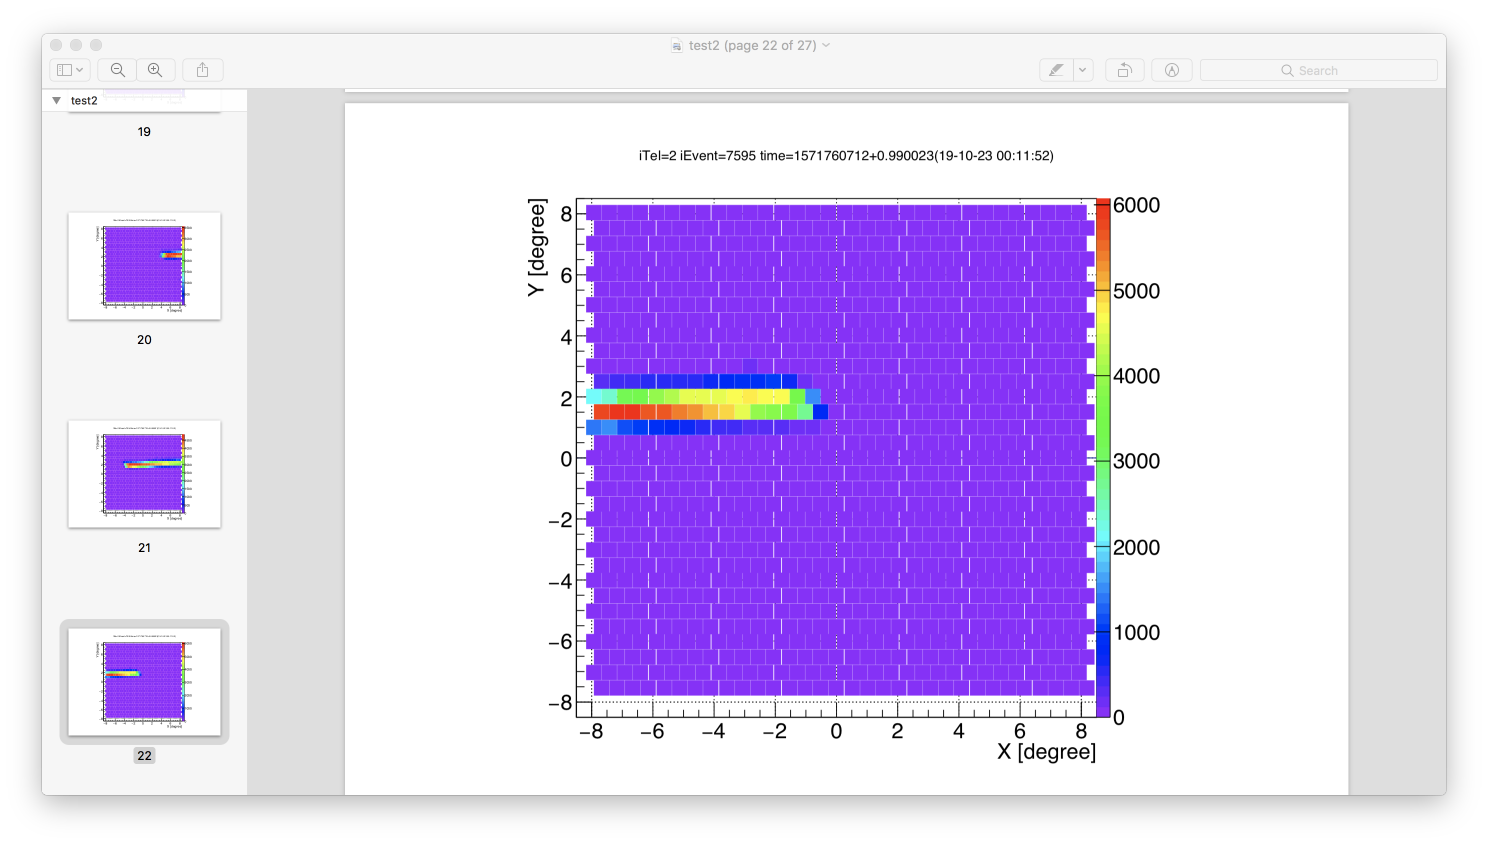 test2 (page 22 of 27)
Search
test2
19
20
21
22
iTel=2 iEvent=7595 time=1571760712+0.990023(19-10-23 00:11:52)
Y [degree]
8
6
4
2
0
−2
−4
−6
−8
−8 −6 −4 −2 0 2 4 6 8
X [degree]
6000
5000
4000
3000
2000
1000
0